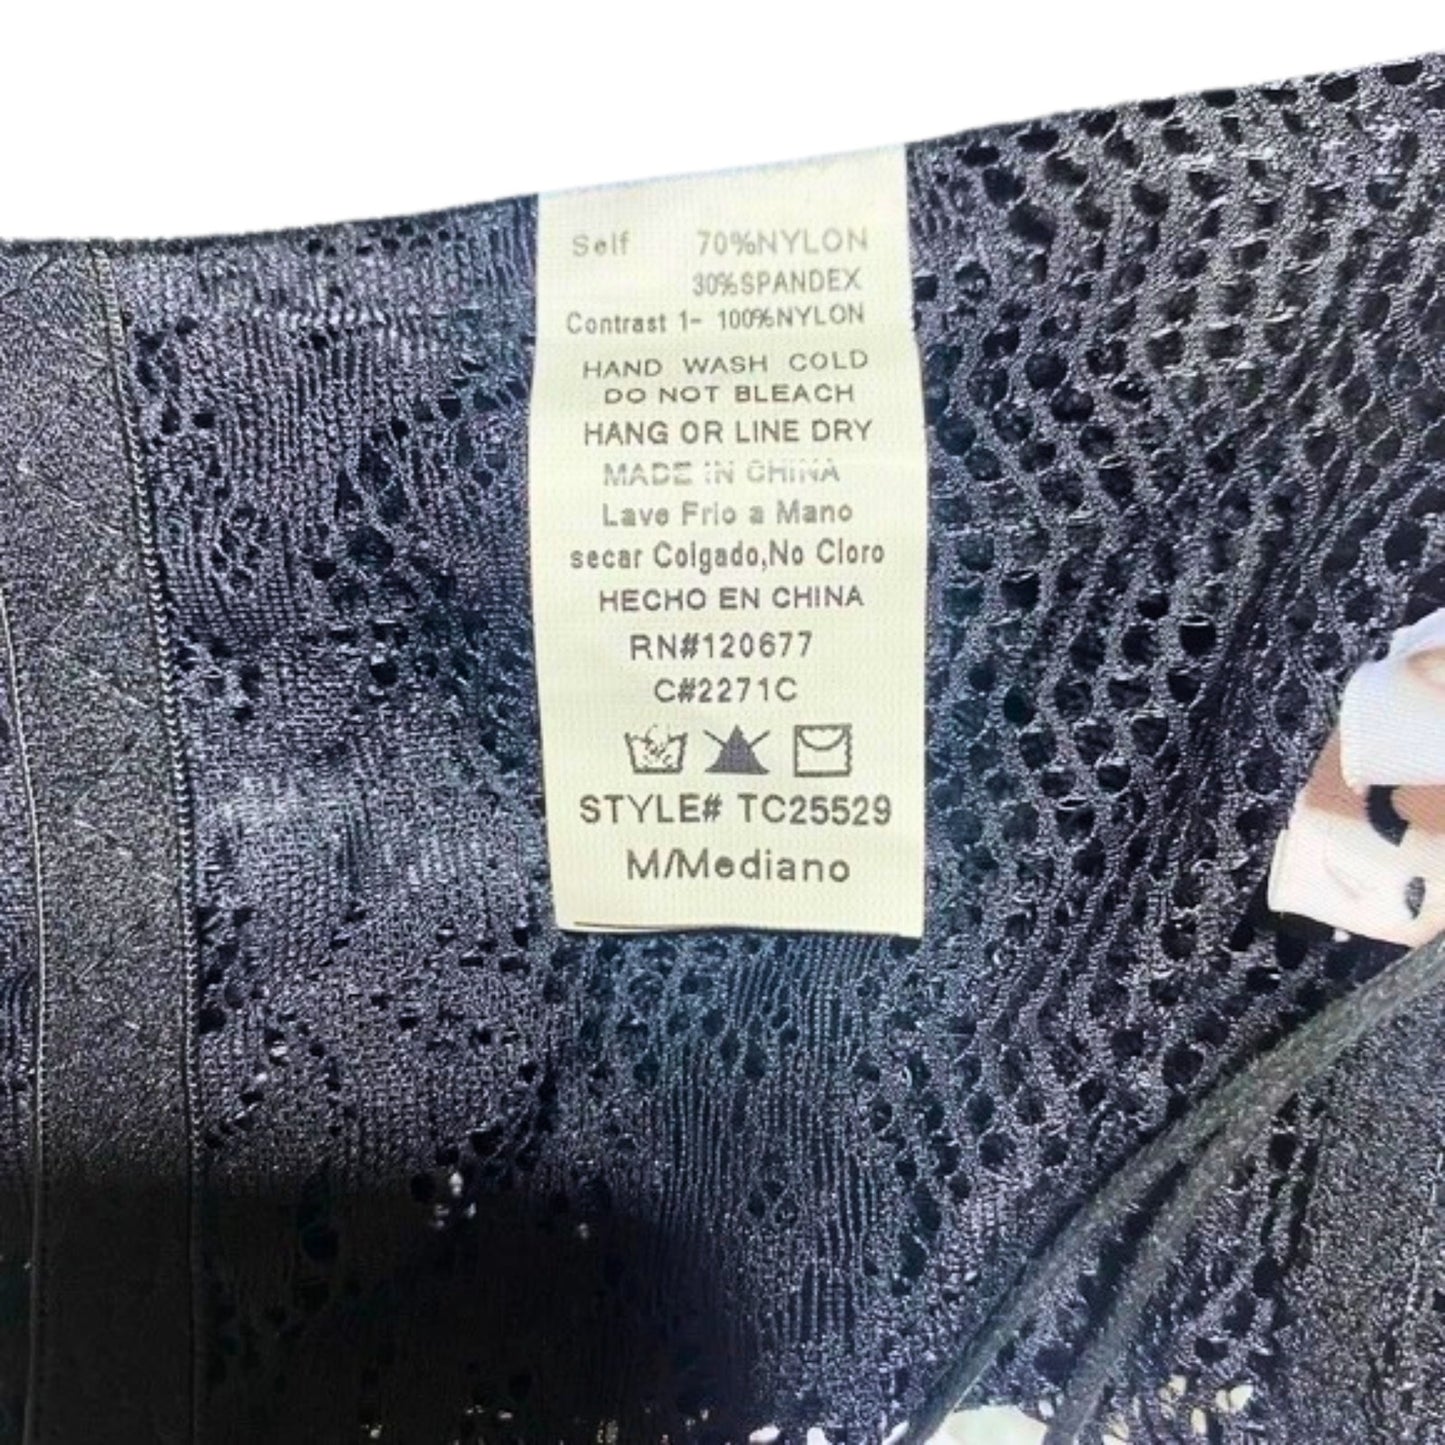 Self 70%NYLON
30%SPANDEX
Contrast 1- 100%NYLON
HAND WASH COLD
DO NOT BLEACH
HANG OR LINE DRY
MADE IN CHINA
Lave Frio a Mano
secar Colgado,No Cloro
HECHO EN CHINA
RN#120677
C#2271C
STYLE# TC25529
M/Mediano